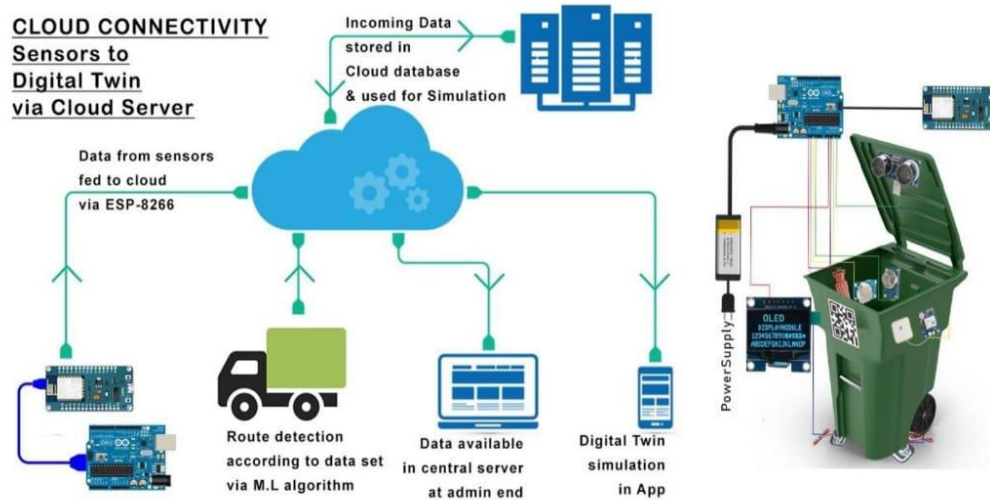 CLOUD CONNECTIVITY
Sensors to
Digital Twin
via Cloud Server
Incoming Data
stored in
Cloud database
& used for Simulation
Data from sensors
fed to cloud
via ESP-8266
Route detection
according to data set
via M.L algorithm
Data available
in central server
at admin end
Digital Twin
simulation
in App
PowerSupply
OLED
DISPLAYMODULE